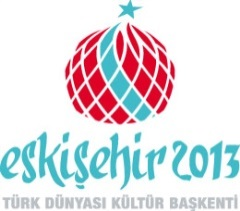 eskişehir 2013
TÜRK DÜNYASI KÜLTÜR BAŞKENTİ